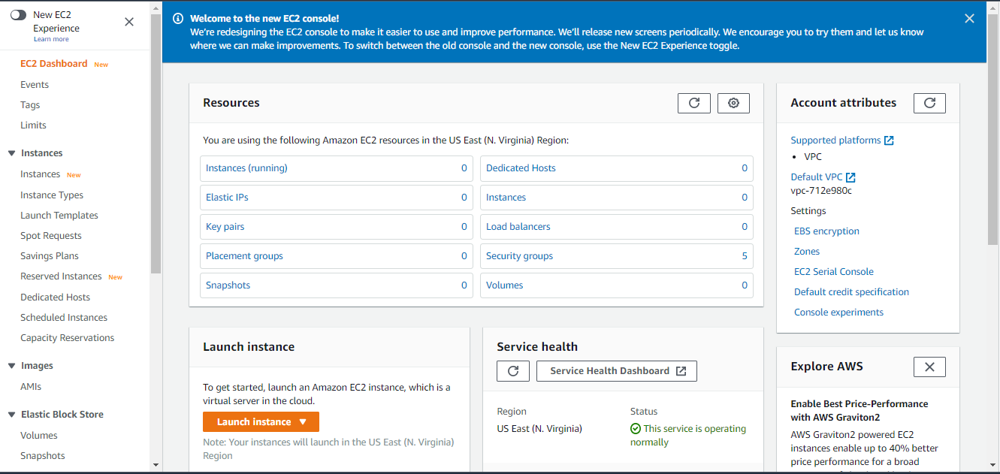 New EC2
Experience
Learn more
EC2 Dashboard New
Events
Tags
Limits
Instances
Instances New
Instance Types
Launch Templates
Spot Requests
Savings Plans
Reserved Instances New
Dedicated Hosts
Scheduled Instances
Capacity Reservations
Images
AMIs
Elastic Block Store
Volumes
Snapshots
Welcome to the new EC2 console!
We're redesigning the EC2 console to make it easier to use and improve performance. We'll release new screens periodically. We encourage you to try them and let us know
where we can make improvements. To switch between the old console and the new console, use the New EC2 Experience toggle.
Resources
You are using the following Amazon EC2 resources in the US East (N. Virginia) Region:
Instances (running) 0
Dedicated Hosts 0
Elastic IPs 0
Instances 0
Key pairs 0
Load balancers 0
Placement groups 0
Security groups 5
Snapshots 0
Volumes 0
Launch instance
To get started, launch an Amazon EC2 instance, which is a
virtual server in the cloud.
Launch instance
Note: Your instances will launch in the US East (N. Virginia)
Region
Service health
Service Health Dashboard
Region
US East (N. Virginia)
Status
This service is operating
normally
Account attributes
Supported platforms
• VPC
Default VPC
vpc-712e980c
Settings
EBS encryption
Zones
EC2 Serial Console
Default credit specification
Console experiments
Explore AWS
Enable Best Price-Performance
with AWS Graviton2
AWS Graviton2 powered EC2
instances enable up to 40% better
price performance for a broad